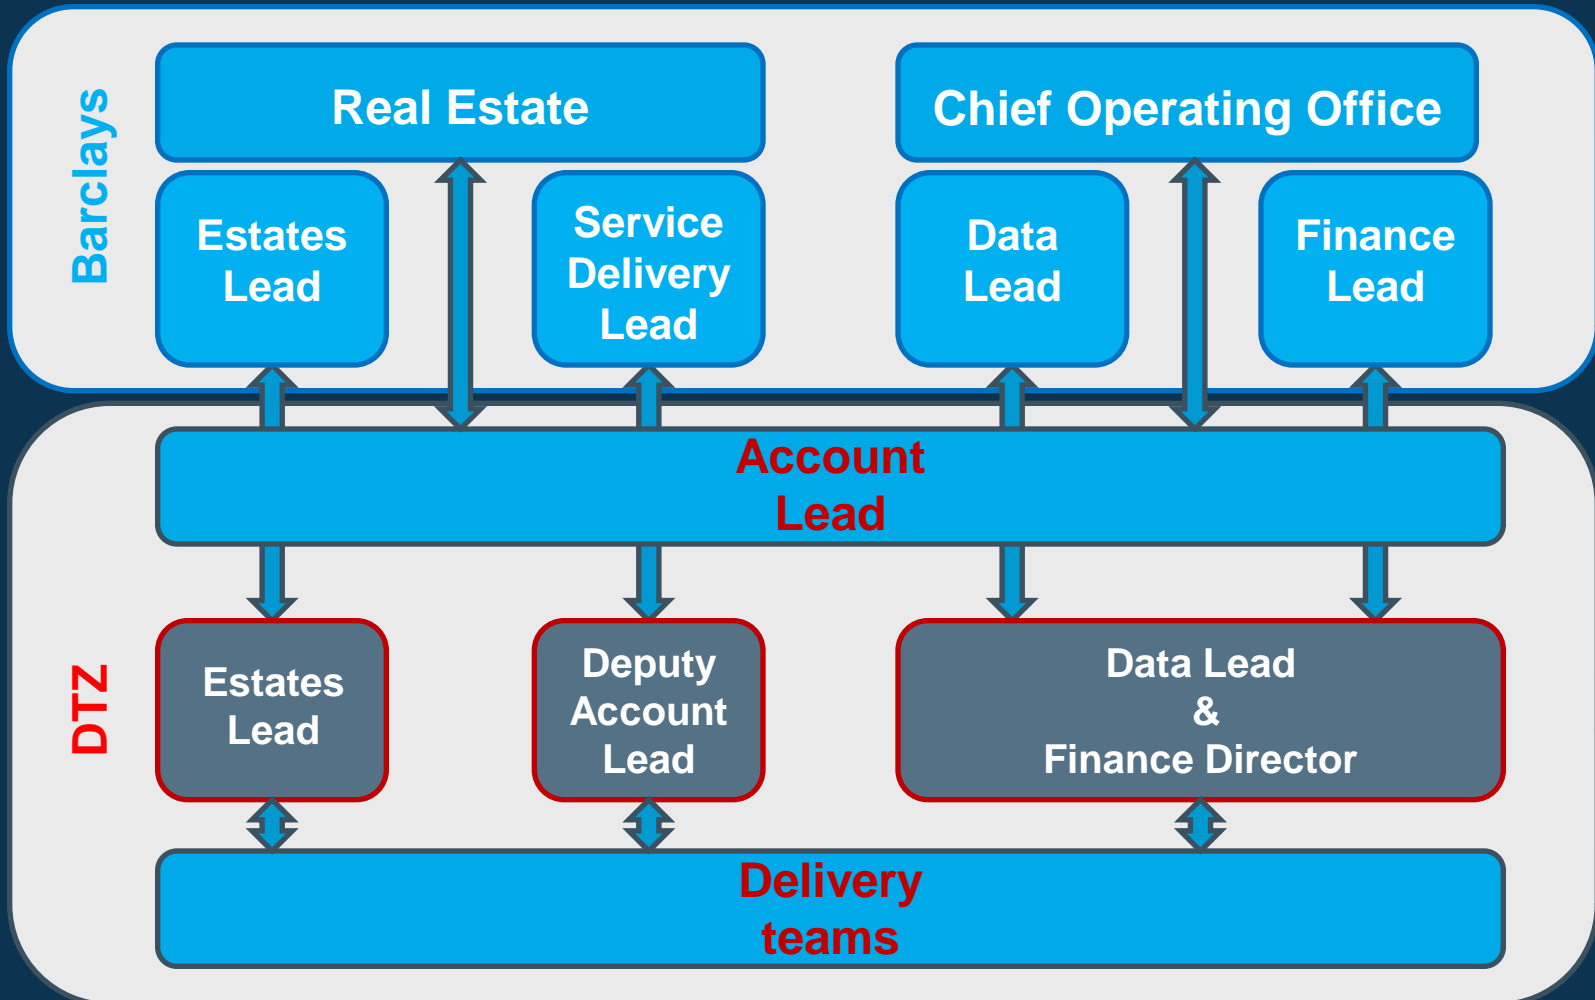 Barclays
Real Estate
Chief Operating Office
Estates
Lead
Service
Delivery
Lead
Data
Lead
Finance
Lead
DTZ
Account
Lead
Estates
Lead
Deputy
Account
Lead
Data Lead
&
Finance Director
Delivery
teams